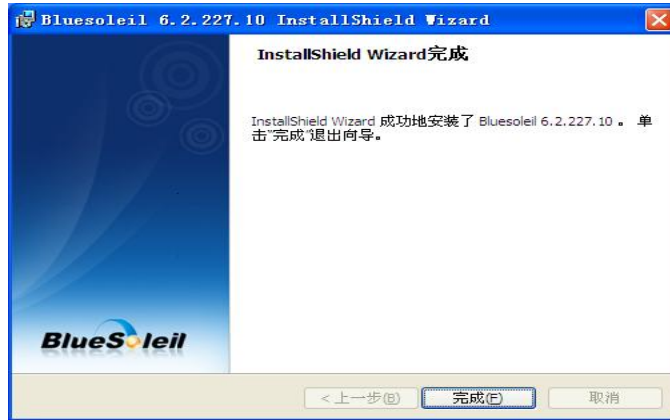 Bluesoleil 6.2.227.10 InstallShield Wizard
InstallShield Wizard完成
InstallShield Wizard 成功地安装了 Bluesoleil 6.2.227.10 。 单
击“完成”退出向导。
BlueSoleil
< 上一步(B)
完成(F)
取消